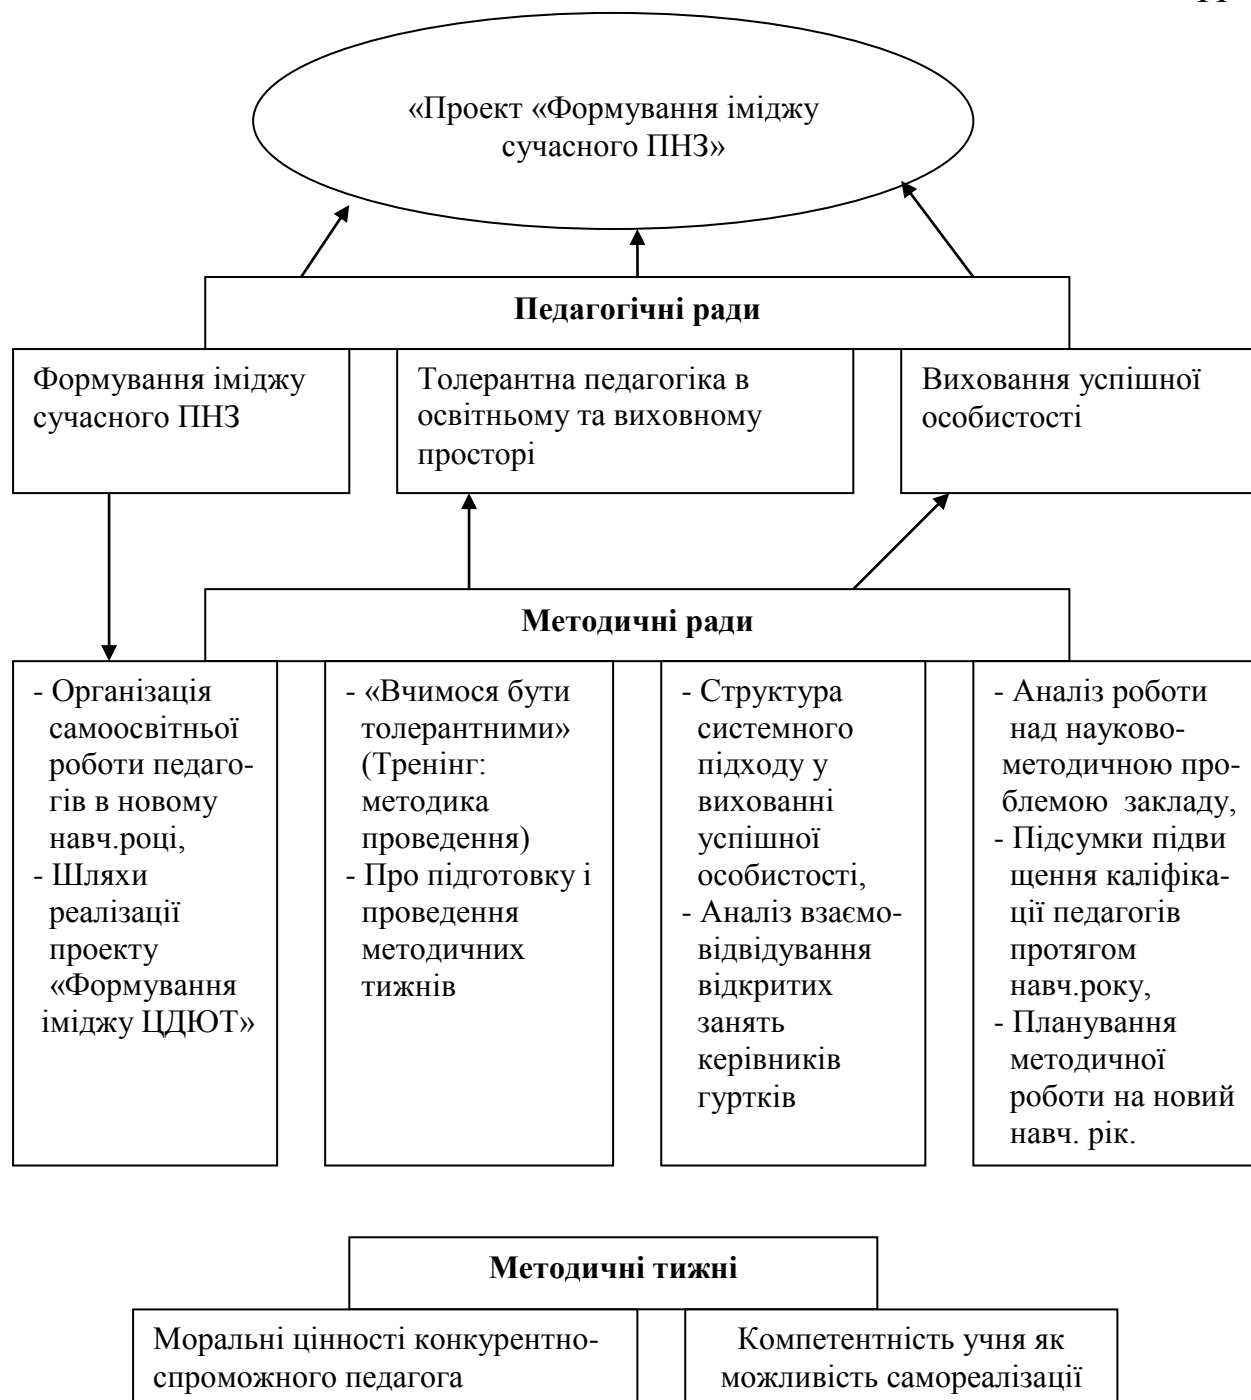 «Проект «Формування іміджу
сучасного ПНЗ»
Педагогічні ради
Формування іміджу
сучасного ПНЗ
Толерантна педагогіка в
освітньому та виховному
просторі
Виховання успішної
особистості
Методичні ради
- Організація
самоосвітньої
роботи педаго-
гів в новому
навч.році,
- Шляхи
реалізації
проекту
«Формування
іміджу ЦДЮТ»
- «Вчимося бути
толерантними»
(Тренінг:
методика
проведення)
- Про підготовку і
проведення
методичних
тижнів
- Структура
системного
підходу у
вихованні
успішної
особистості,
- Аналіз взаємо-
відвідування
відкритих
занять
керівників
гуртків
- Аналіз роботи
над науково-
методичною про-
блемою закладу,
- Підсумки підви
щення каліфіка-
ції педагогів
протягом
навч.року,
- Планування
методичної
роботи на новий
навч. рік.
Методичні тижні
Моральні цінності конкурентно-
спроможного педагога
Компетентність учня як
можливість самореалізації